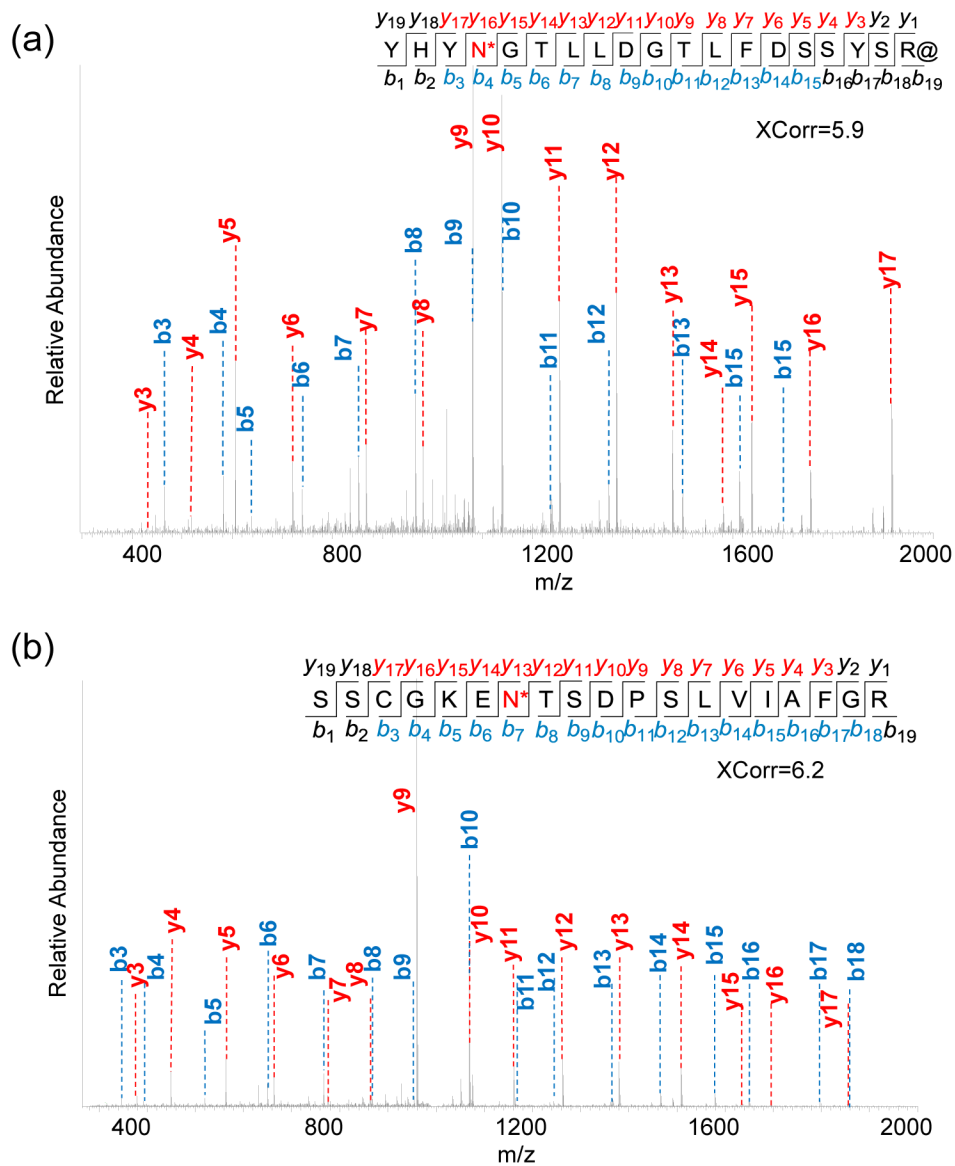 (a)
y19 y18 y17 y16 y15 y14 y13 y12 y11 y10 y9 y8 y7 y6 y5 y4 y3 y2 y1
Y H Y N* G T L L D G T L F D S S Y S R@
b1 b2 b3 b4 b5 b6 b7 b8 b9 b10 b11 b12 b13 b14 b15 b16 b17 b18 b19
XCorr=5.9
Relative Abundance
y3
b3
y4
b4
y5
b5
y6
b6
b7
y7
b8
y8
b9
y9
y10
b10
b11
y11
b12
y12
y13
b13
y14
b15
y15
b15
y16
y17
400 800 1200 1600 2000
m/z
(b)
y19 y18 y17 y16 y15 y14 y13 y12 y11 y10 y9 y8 y7 y6 y5 y4 y3 y2 y1
S S C G K E N* T S D P S L V I A F G R
b1 b2 b3 b4 b5 b6 b7 b8 b9 b10 b11 b12 b13 b14 b15 b16 b17 b18 b19
XCorr=6.2
Relative Abundance
b3
y3
b4
y4
b5
y5
b6
y6
b7
y7
y8
b8
b9
y9
b10
y10
y11
b11
b12
y12
b13
y13
b14
y14
b15
y15
b16
y16
b17
y17
b18
400 800 1200 1600 2000
m/z